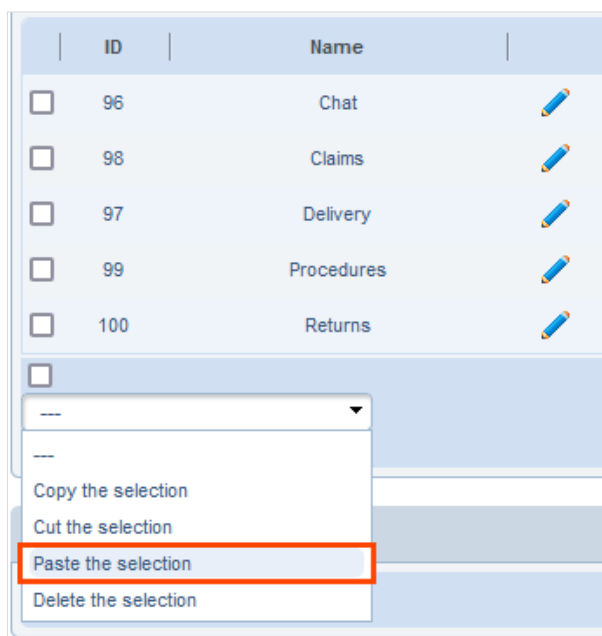 ID Name
96 Chat
98 Claims
97 Delivery
99 Procedures
100 Returns
---
---
Copy the selection
Cut the selection
Paste the selection
Delete the selection